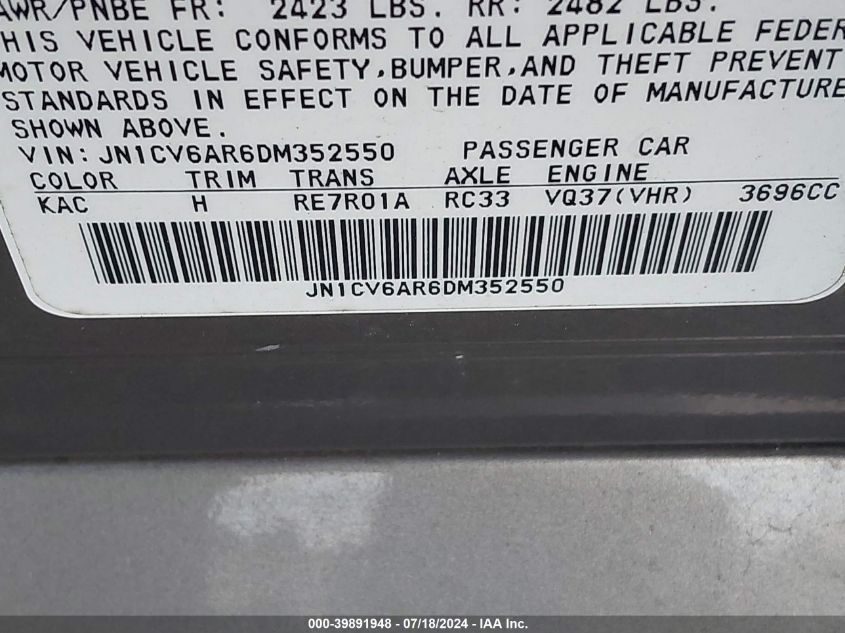 AWR/PNBE FR: 2423 LBS. RR: 2482 LBS.
THIS VEHICLE CONFORMS TO ALL APPLICABLE FEDER
MOTOR VEHICLE SAFETY,BUMPER,AND THEFT PREVENT
STANDARDS IN EFFECT ON THE DATE OF MANUFACTURE
SHOWN ABOVE.
VIN:JN1CV6AR6DM352550 PASSENGER CAR
COLOR TRIM TRANS AXLE ENGINE
KAC H RE7R01A RC33 VQ37(VHR) 3696CC
JN1CV6AR6DM352550
000-39891948 - 07/18/2024 - IAA Inc.